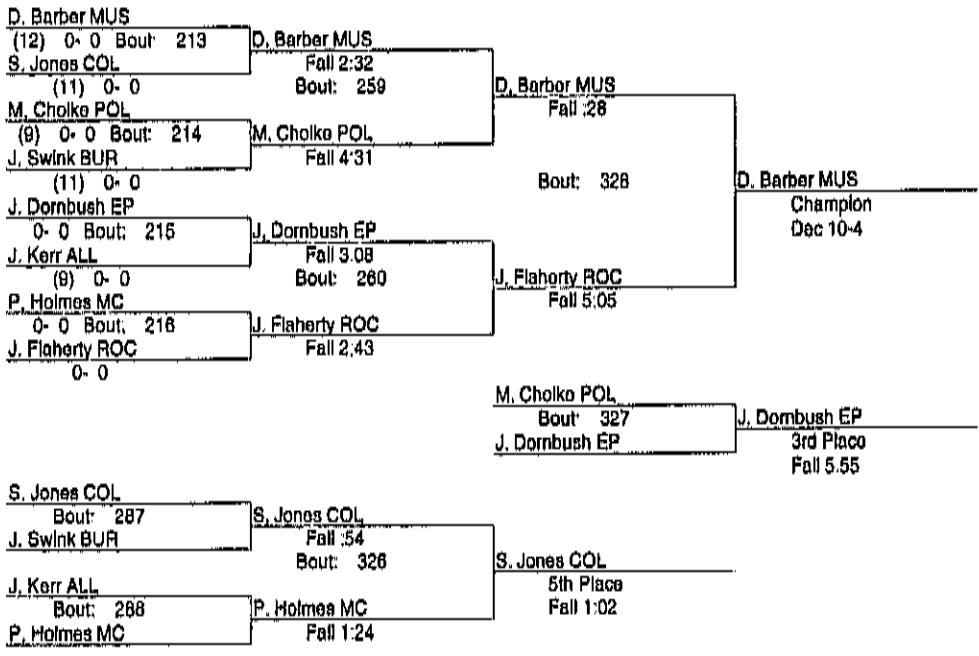 D. Barber MUS
(12) 0- 0 Bout: 213
S. Jones COL
(11) 0- 0
M. Cholko POL
(9) 0- 0 Bout: 214
J. Swink BUR
(11) 0- 0
J. Dornbush EP
0- 0 Bout: 215
J. Kerr ALL
(9) 0- 0
P. Holmes MC
0- 0 Bout: 216
J. Flaherty ROC
0- 0
D. Barber MUS
Fall 2:32
Bout: 259
M. Cholko POL
Fall 4:31
J. Dornbush EP
Fall 3:08
Bout: 260
J. Flaherty ROC
Fall 2:43
D. Barber MUS
Fall :28
Bout: 328
J. Flaherty ROC
Fall 5:05
D. Barber MUS
Champion
Dec 10-4
M. Cholko POL
Bout: 327
J. Dornbush EP
J. Dornbush EP
3rd Place
Fall 5:55
S. Jones COL
Bout: 287
J. Swink BUR
J. Kerr ALL
Bout: 288
P. Holmes MC
S. Jones COL
Fall :54
Bout: 326
P. Holmes MC
Fall 1:24
S. Jones COL
5th Place
Fall 1:02